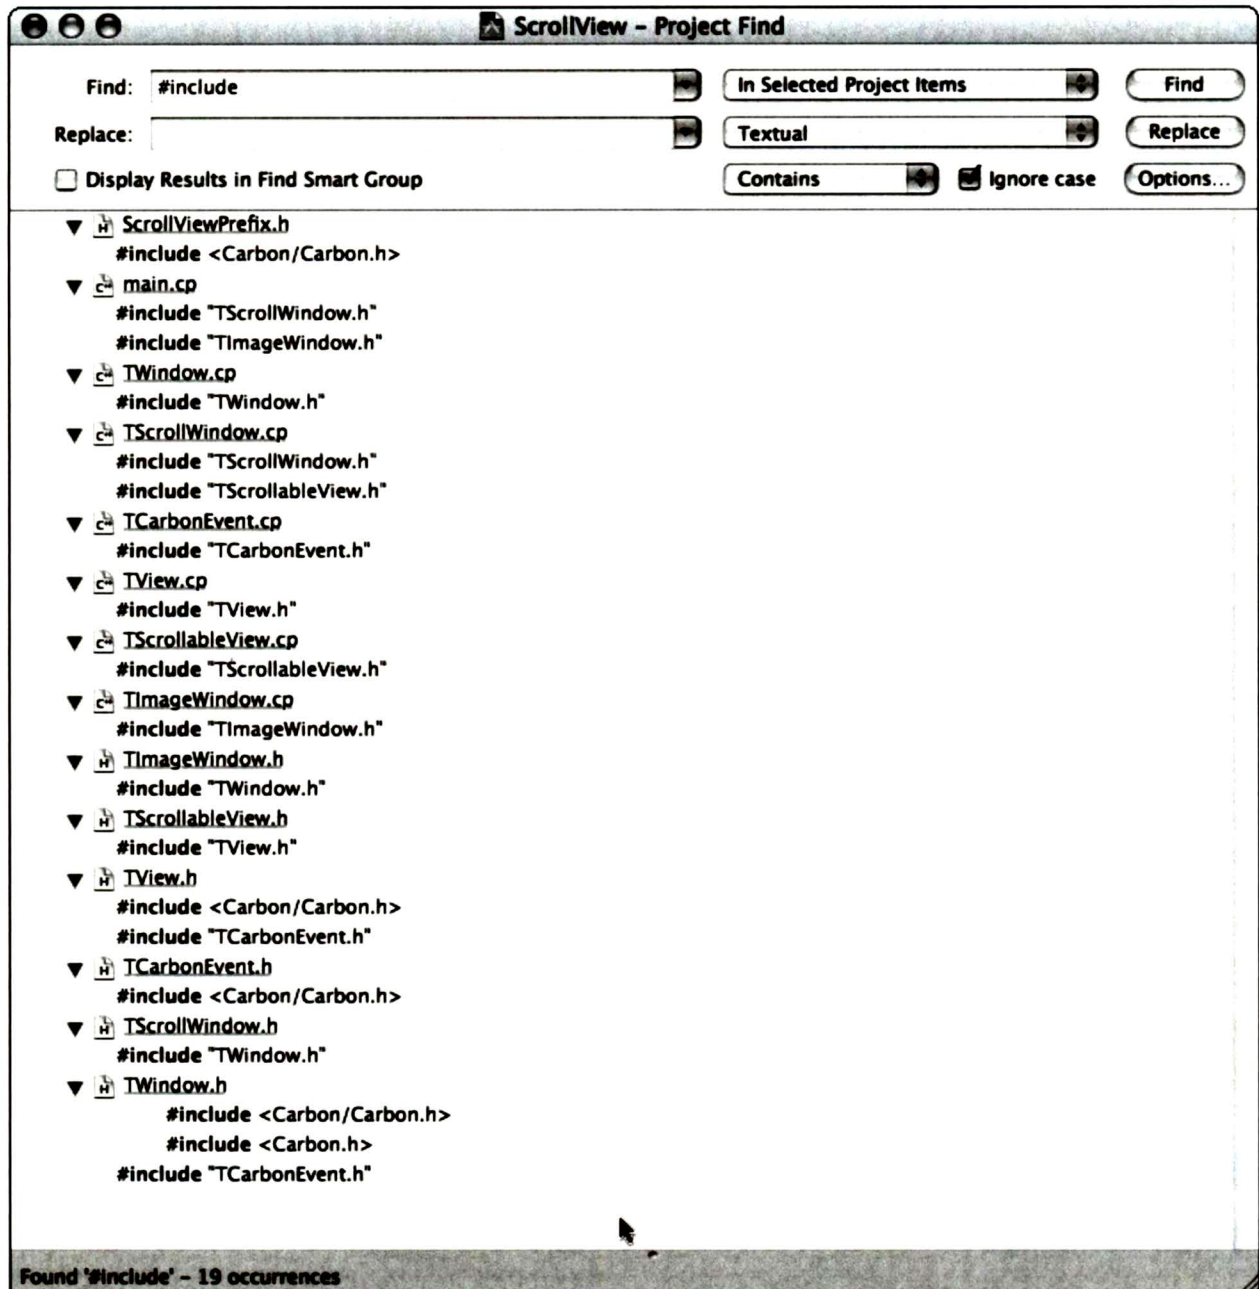 ScrollView – Project Find
Find: #include In Selected Project Items Find
Replace: Textual Replace
Display Results in Find Smart Group Contains Ignore case Options...
ScrollViewPrefix.h
#include <Carbon/Carbon.h>
main.cp
#include "TScrollWindow.h"
#include "TImageWindow.h"
TWindow.cp
#include "TWindow.h"
TScrollWindow.cp
#include "TScrollWindow.h"
#include "TScrollableView.h"
TCarbonEvent.cp
#include "TCarbonEvent.h"
TView.cp
#include "TView.h"
TScrollableView.cp
#include "TScrollableView.h"
TImageWindow.cp
#include "TImageWindow.h"
TImageWindow.h
#include "TWindow.h"
TScrollableView.h
#include "TView.h"
TView.h
#include <Carbon/Carbon.h>
#include "TCarbonEvent.h"
TCarbonEvent.h
#include <Carbon/Carbon.h>
TScrollWindow.h
#include "TWindow.h"
TWindow.h
#include <Carbon/Carbon.h>
#include <Carbon.h>
#include "TCarbonEvent.h"
Found '#include' – 19 occurrences